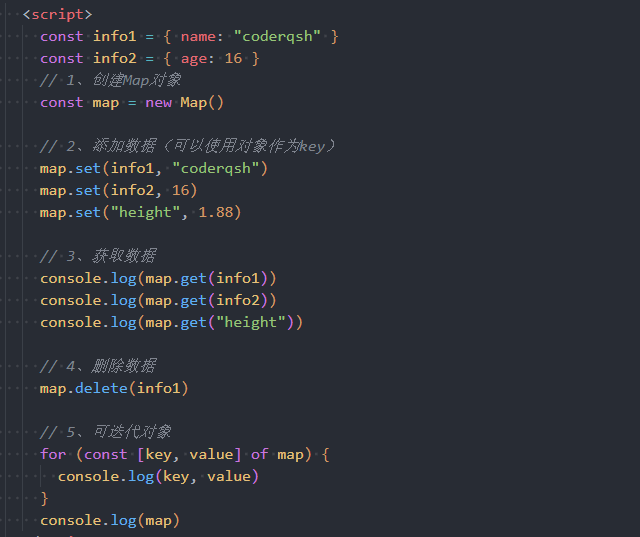 <script>
const info1 = { name: "coderqsh" }
const info2 = { age: 16 }
// 1、创建Map对象
const map = new Map()
// 2、添加数据（可以使用对象作为key）
map.set(info1, "coderqsh")
map.set(info2, 16)
map.set("height", 1.88)
// 3、获取数据
console.log(map.get(info1))
console.log(map.get(info2))
console.log(map.get("height"))
// 4、删除数据
map.delete(info1)
// 5、可迭代对象
for (const [key, value] of map) {
console.log(key, value)
}
console.log(map)